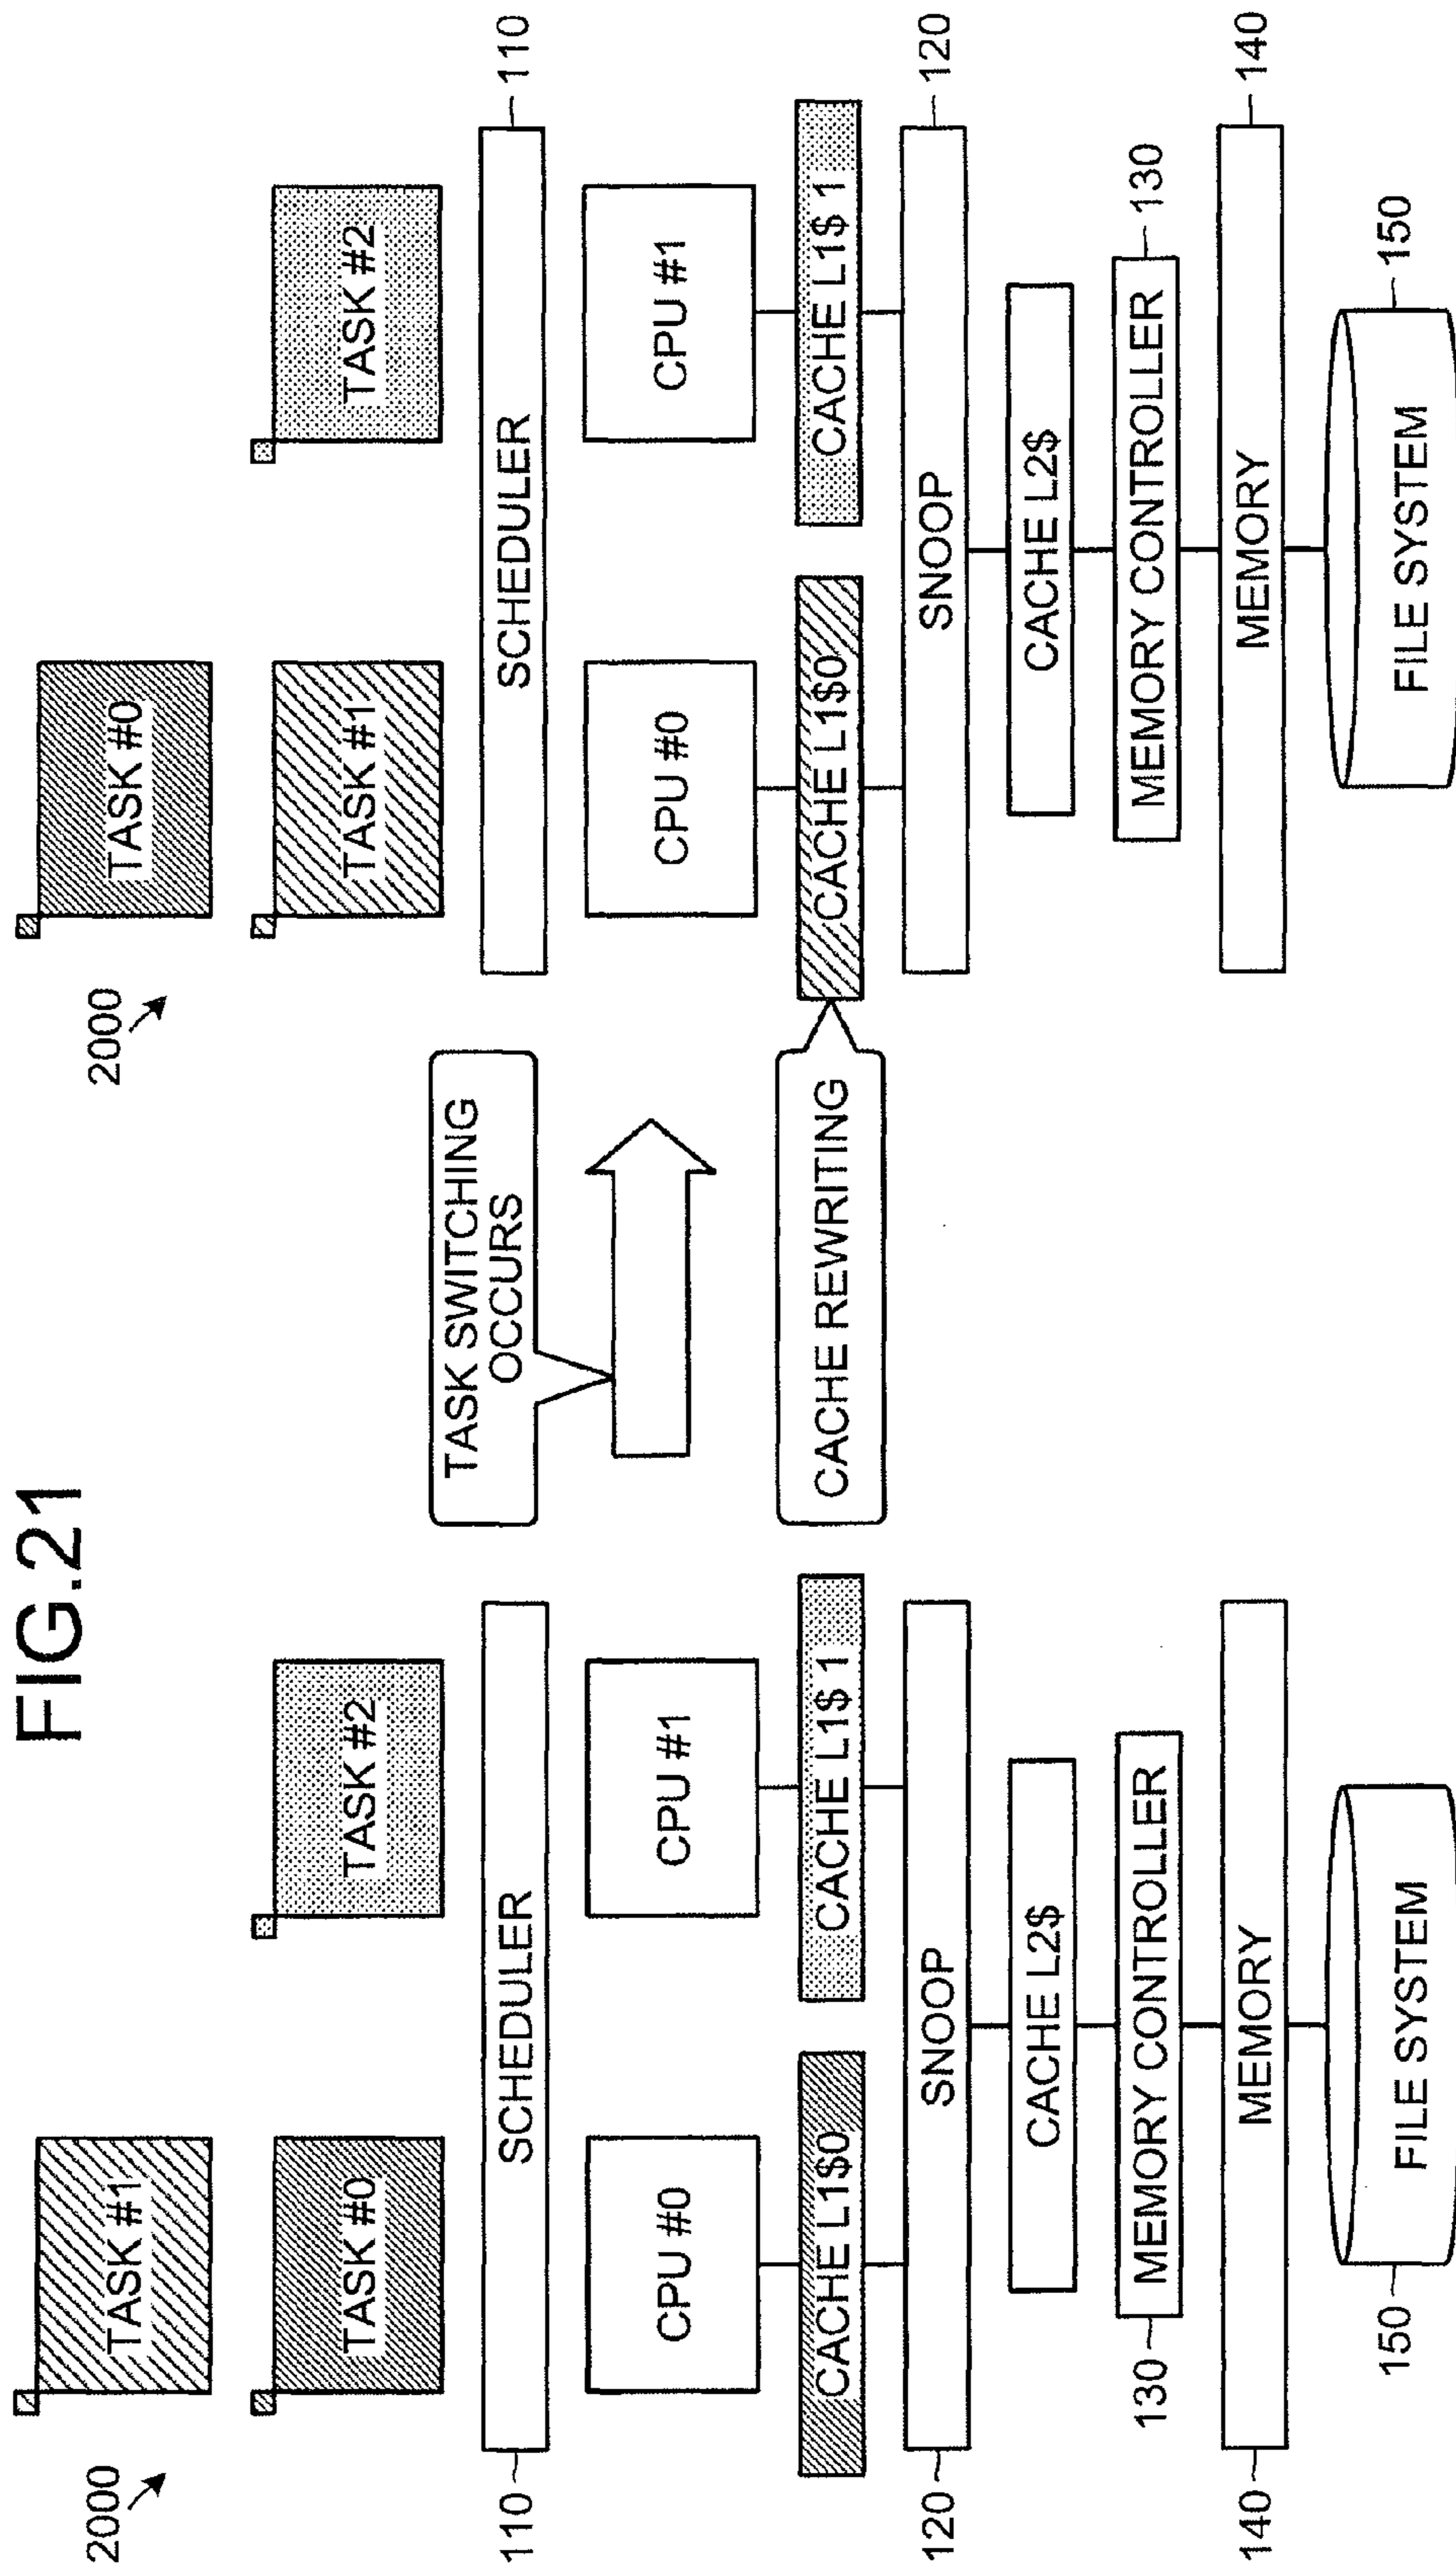 FIG.21
2000
TASK #1
TASK #0
TASK #2
110
SCHEDULER
CPU #0
CPU #1
CACHE L1$0
CACHE L1$ 1
120
SNOOP
CACHE L2$
130
MEMORY CONTROLLER
140
MEMORY
150
FILE SYSTEM
TASK SWITCHING
OCCURS
CACHE REWRITING
2000
TASK #0
TASK #1
TASK #2
SCHEDULER
110
CPU #0
CPU #1
CACHE L1$0
CACHE L1$ 1
SNOOP
120
CACHE L2$
MEMORY CONTROLLER
130
MEMORY
140
FILE SYSTEM
150